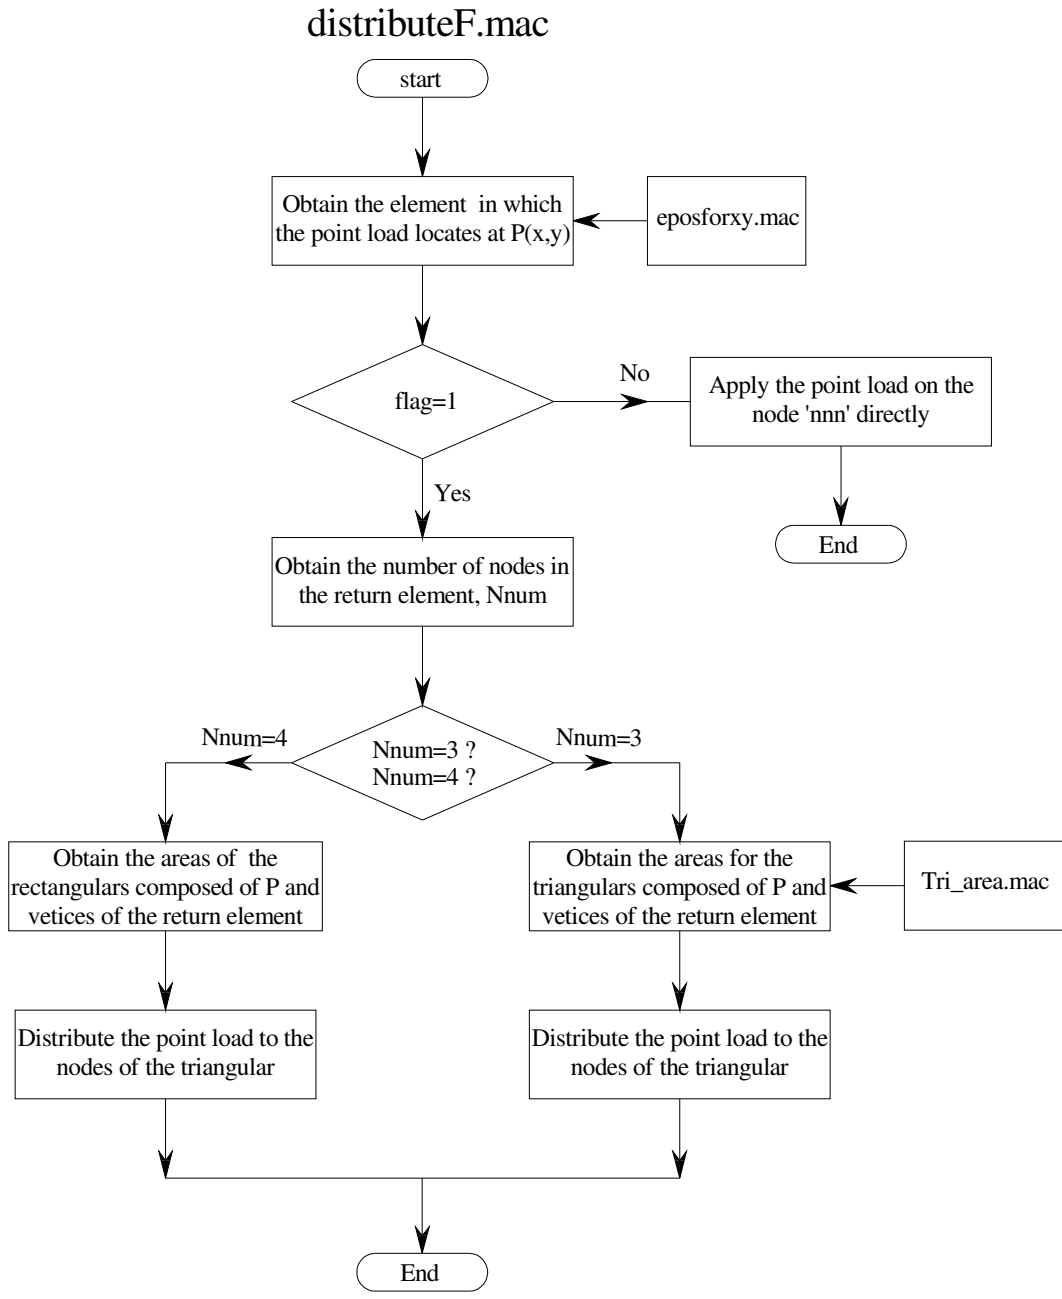 distributeF.mac
start
Obtain the element in which
the point load locates at P(x,y)
eposforxy.mac
flag=1
No
Apply the point load on the
node 'nnn' directly
Yes
End
Obtain the number of nodes in
the return element, Nnum
Nnum=4
Nnum=3 ?
Nnum=4 ?
Nnum=3
Obtain the areas of the
rectangulars composed of P and
vetices of the return element
Obtain the areas for the
triangulars composed of P and
vetices of the return element
Tri_area.mac
Distribute the point load to the
nodes of the triangular
Distribute the point load to the
nodes of the triangular
End